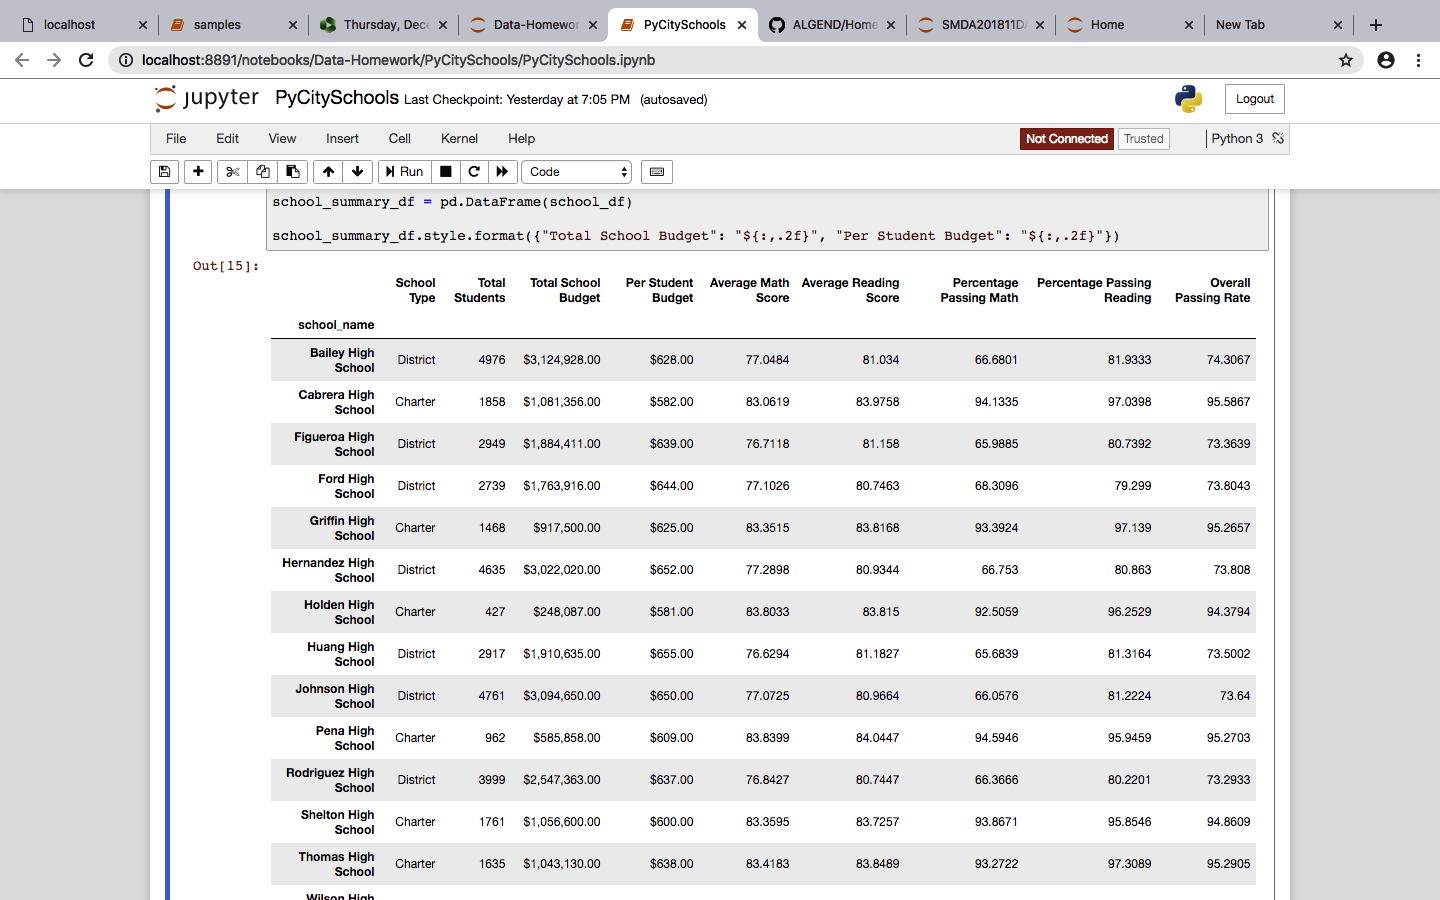 localhost
samples
Thursday, Dec
Data-Homewor
PyCitySchools
ALGEND/Home
SMDA201811D
Home
New Tab
localhost:8891/notebooks/Data-Homework/PyCitySchools/PyCitySchools.ipynb
jupyter PyCitySchools Last Checkpoint: Yesterday at 7:05 PM (autosaved)
Logout
File Edit View Insert Cell Kernel Help
Not Connected Trusted Python 3
Run Code
school_summary_df = pd.DataFrame(school_df)
school_summary_df.style.format({"Total School Budget": "${:,.2f}", "Per Student Budget": "${:,.2f}"})
Out[15]:
School Total Total School Per Student Average Math Average Reading Percentage Percentage Passing Overall
Type Students Budget Budget Score Score Passing Math Reading Passing Rate
school_name
Bailey High
School District 4976 $3,124,928.00 $628.00 77.0484 81.034 66.6801 81.9333 74.3067
Cabrera High
School Charter 1858 $1,081,356.00 $582.00 83.0619 83.9758 94.1335 97.0398 95.5867
Figueroa High
School District 2949 $1,884,411.00 $639.00 76.7118 81.158 65.9885 80.7392 73.3639
Ford High
School District 2739 $1,763,916.00 $644.00 77.1026 80.7463 68.3096 79.299 73.8043
Griffin High
School Charter 1468 $917,500.00 $625.00 83.3515 83.8168 93.3924 97.139 95.2657
Hernandez High
School District 4635 $3,022,020.00 $652.00 77.2898 80.9344 66.753 80.863 73.808
Holden High
School Charter 427 $248,087.00 $581.00 83.8033 83.815 92.5059 96.2529 94.3794
Huang High
School District 2917 $1,910,635.00 $655.00 76.6294 81.1827 65.6839 81.3164 73.5002
Johnson High
School District 4761 $3,094,650.00 $650.00 77.0725 80.9664 66.0576 81.2224 73.64
Pena High
School Charter 962 $585,858.00 $609.00 83.8399 84.0447 94.5946 95.9459 95.2703
Rodriguez High
School District 3999 $2,547,363.00 $637.00 76.8427 80.7447 66.3666 80.2201 73.2933
Shelton High
School Charter 1761 $1,056,600.00 $600.00 83.3595 83.7257 93.8671 95.8546 94.8609
Thomas High
School Charter 1635 $1,043,130.00 $638.00 83.4183 83.8489 93.2722 97.3089 95.2905
Wilson High